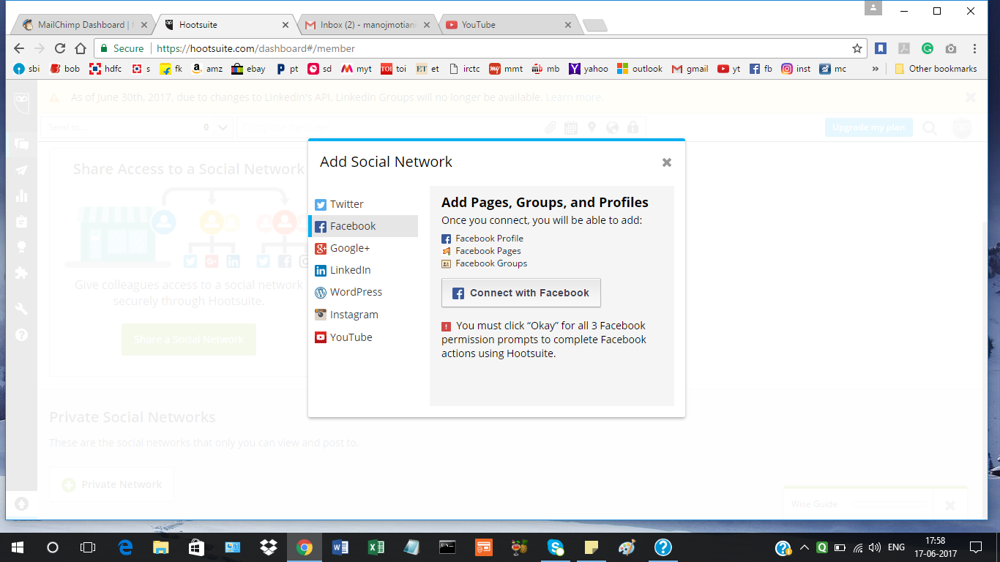 MailChimp Dashboard | f
Hootsuite
Inbox (2) - manojmotiani
YouTube
Secure
https://hootsuite.com/dashboard#/member
sbi
bob
hdfc
s
fk
amz
ebay
pt
sd
myt
toi
et
irctc
mmt
mb
yahoo
outlook
gmail
yt
fb
inst
mc
»
Other bookmarks
As of June 30th, 2017, due to changes to Linkedin's API, Linkedin Groups will no longer be available. Learn more.
Send to...
0
Upgrade my plan
Share Access to a Social Network
Give colleagues access to a social network
securely through Hootsuite.
Share a Social Network
Add Social Network
Twitter
Facebook
Google+
LinkedIn
WordPress
Instagram
YouTube
Add Pages, Groups, and Profiles
Once you connect, you will be able to add:
Facebook Profile
Facebook Pages
Facebook Groups
Connect with Facebook
You must click “Okay” for all 3 Facebook
permission prompts to complete Facebook
actions using Hootsuite.
Private Social Networks
These are the social networks that only you can view and post to.
Private Network
Wise Guide
ENG
17:58
17-06-2017